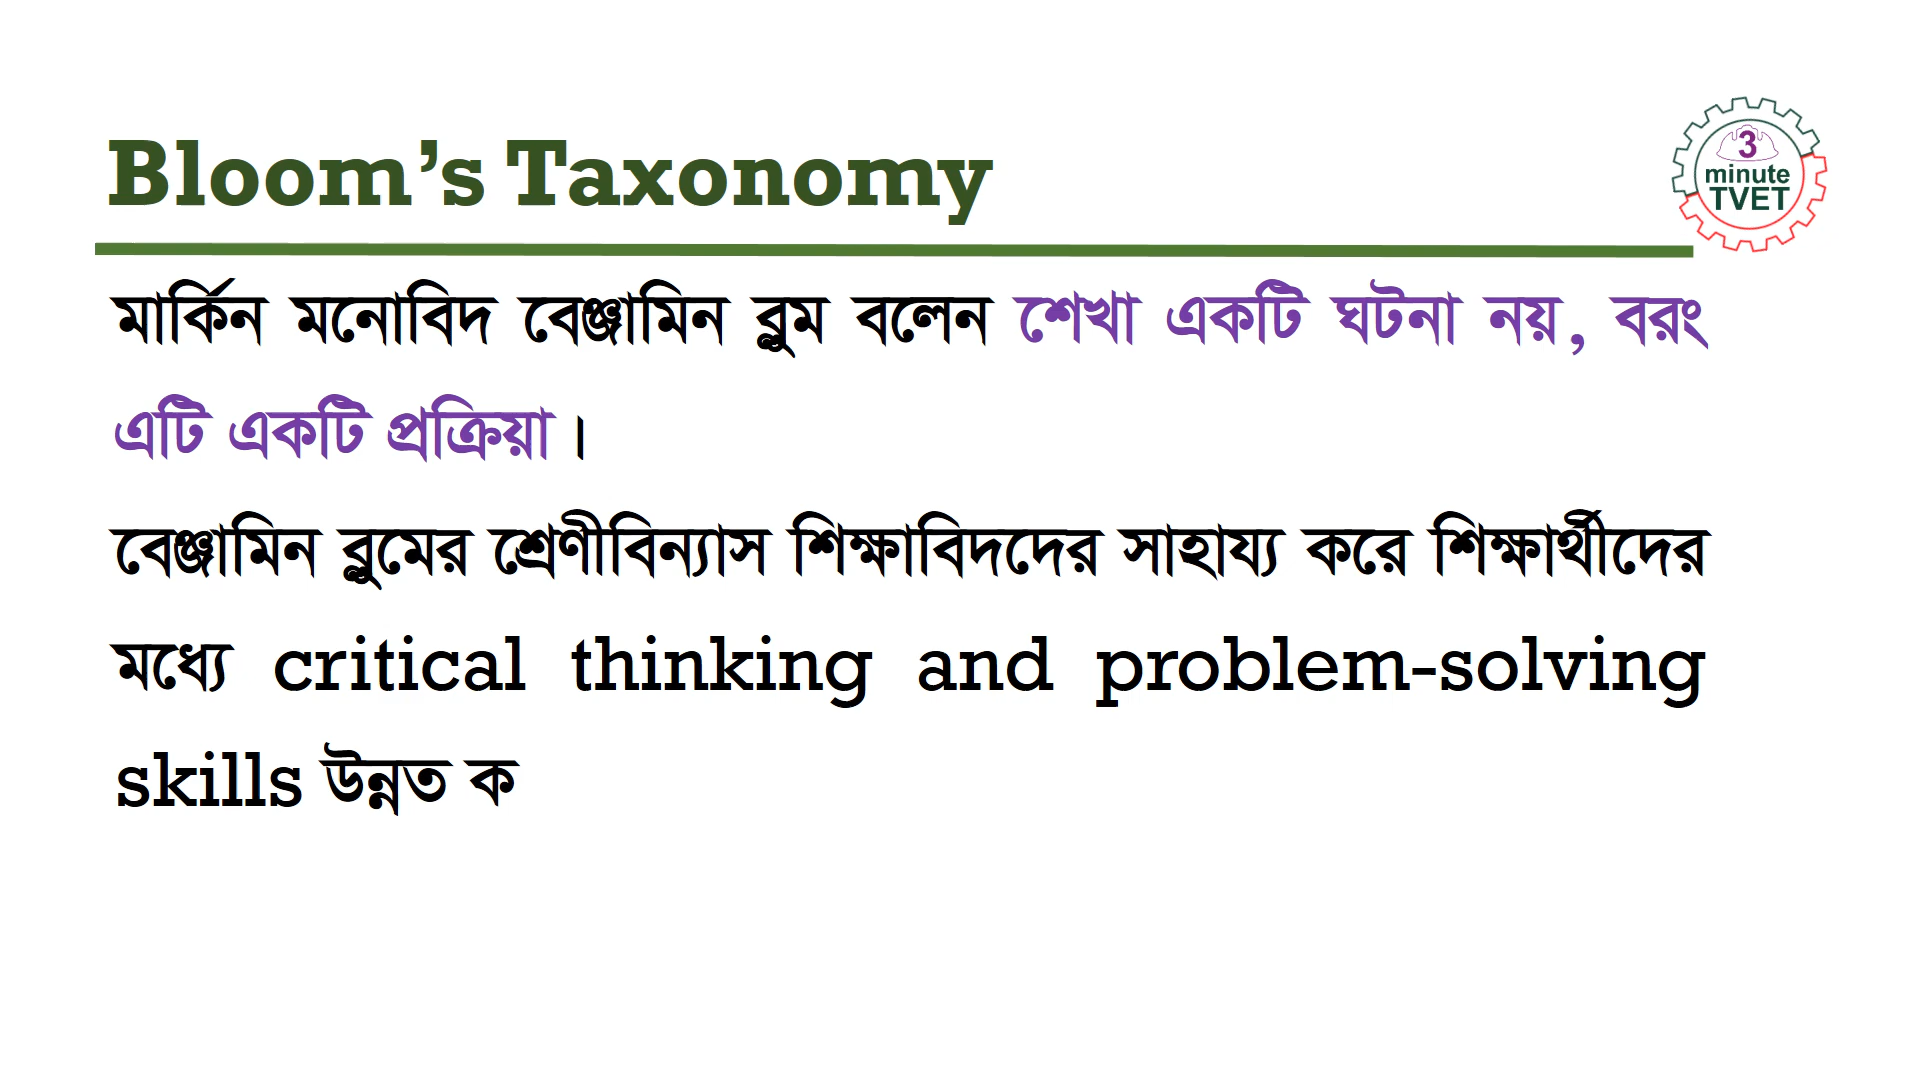 Bloom’s Taxonomy
3
minute
TVET
মার্কিন মনোবিদ বেঞ্জামিন ব্লুম বলেন শেখা একটি ঘটনা নয়, বরং
এটি একটি প্রক্রিয়া।
বেঞ্জামিন ব্লুমের শ্রেণীবিন্যাস শিক্ষাবিদদের সাহায্য করে শিক্ষার্থীদের
মধ্যে critical thinking and problem-solving
skills উন্নত ক